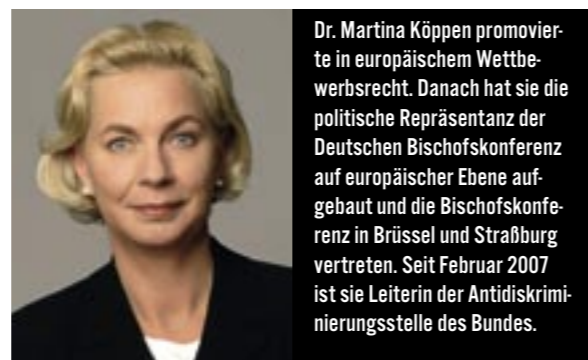 Dr. Martina Köppen promovier-
te in europäischem Wettbe-
werbsrecht. Danach hat sie die
politische Repräsentanz der
Deutschen Bischofskonferenz
auf europäischer Ebene auf-
gebaut und die Bischofskonfe-
renz in Brüssel und Straßburg
vertreten. Seit Februar 2007
ist sie Leiterin der Antidiskrimi-
nierungsstelle des Bundes.